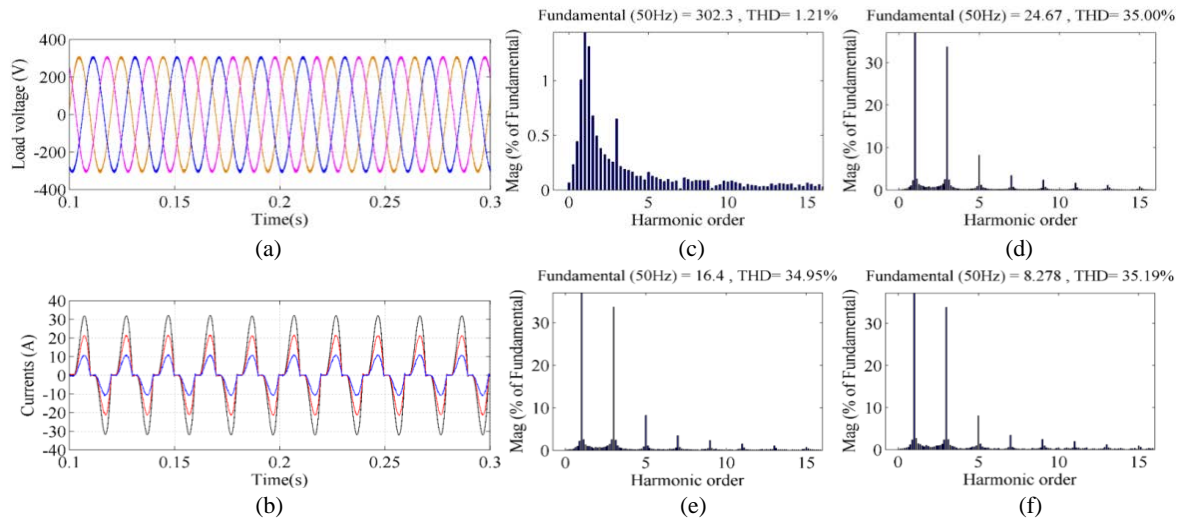 Fundamental (50Hz) = 302.3 , THD= 1.21%
Fundamental (50Hz) = 24.67 , THD= 35.00%
Load voltage (V)
400
200
0
-200
-400
0.1
0.15
0.2
0.25
0.3
Time(s)
(a)
Mag (% of Fundamental)
1
0.5
0
0
5
10
15
Harmonic order
(c)
Mag (% of Fundamental)
30
20
10
0
0
5
10
15
Harmonic order
(d)
Currents (A)
40
30
20
10
0
-10
-20
-30
-40
0.1
0.15
0.2
0.25
0.3
Time(s)
(b)
Fundamental (50Hz) = 16.4 , THD= 34.95%
Mag (% of Fundamental)
30
20
10
0
0
5
10
15
Harmonic order
(e)
Fundamental (50Hz) = 8.278 , THD= 35.19%
Mag (% of Fundamental)
30
20
10
0
0
5
10
15
Harmonic order
(f)